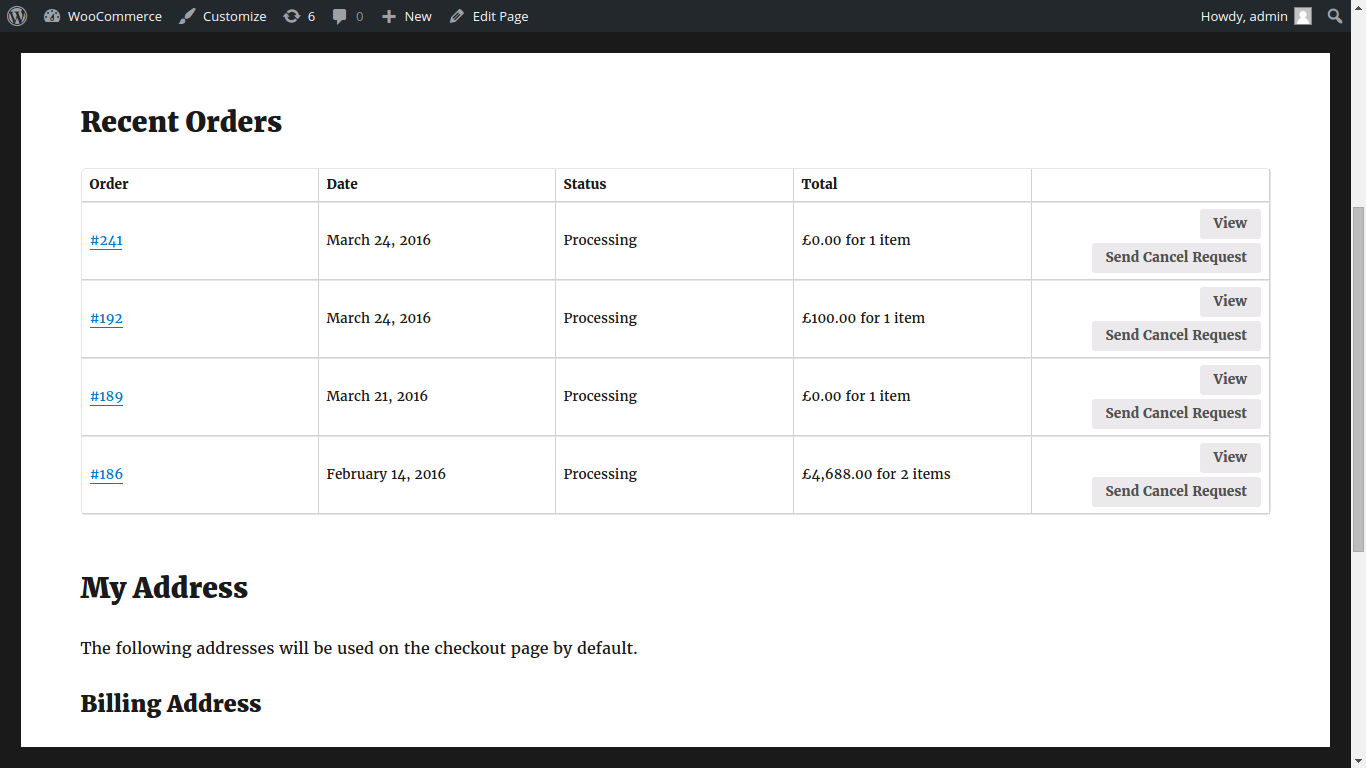 WooCommerce Customize 6 0 New Edit Page Howdy, admin
Recent Orders
Order Date Status Total
#241 March 24, 2016 Processing £0.00 for 1 item View
Send Cancel Request
#192 March 24, 2016 Processing £100.00 for 1 item View
Send Cancel Request
#189 March 21, 2016 Processing £0.00 for 1 item View
Send Cancel Request
#186 February 14, 2016 Processing £4,688.00 for 2 items View
Send Cancel Request
My Address
The following addresses will be used on the checkout page by default.
Billing Address